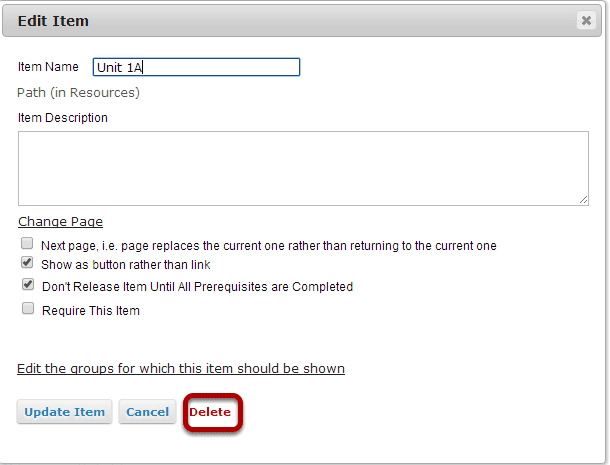 Edit Item
Item Name Unit 1A
Path (in Resources)
Item Description
Change Page
Next page, i.e. page replaces the current one rather than returning to the current one
Show as button rather than link
Don't Release Item Until All Prerequisites are Completed
Require This Item
Edit the groups for which this item should be shown
Update Item Cancel Delete